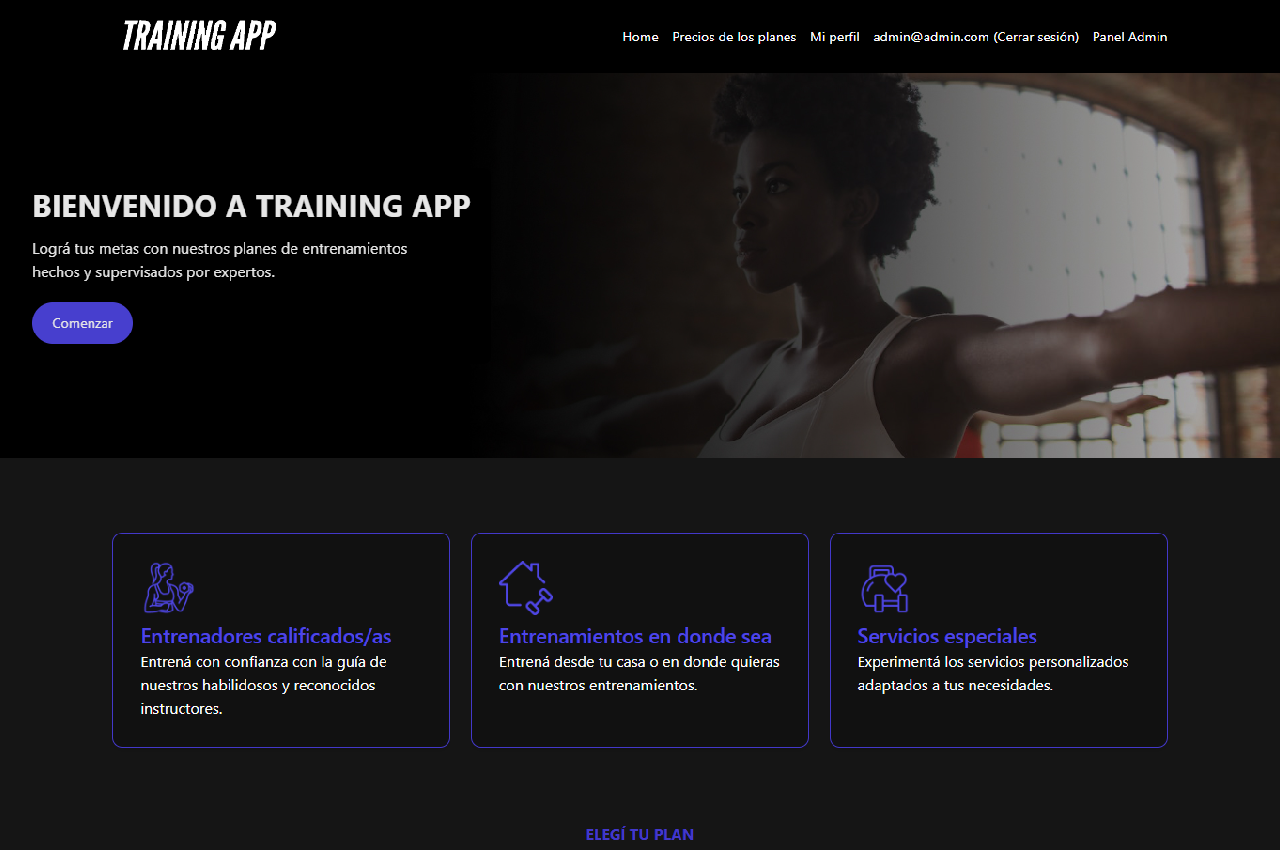 TRAINING APP
Home Precios de los planes Mi perfil admin@admin.com (Cerrar sesión) Panel Admin
BIENVENIDO A TRAINING APP
Lográ tus metas con nuestros planes de entrenamientos
hechos y supervisados por expertos.
Comenzar
Entrenadores calificados/as
Entrená con confianza con la guía de
nuestros habilidosos y reconocidos
instructores.
Entrenamientos en donde sea
Entrená desde tu casa o en donde quieras
con nuestros entrenamientos.
Servicios especiales
Experimentá los servicios personalizados
adaptados a tus necesidades.
ELEGÍ TU PLAN